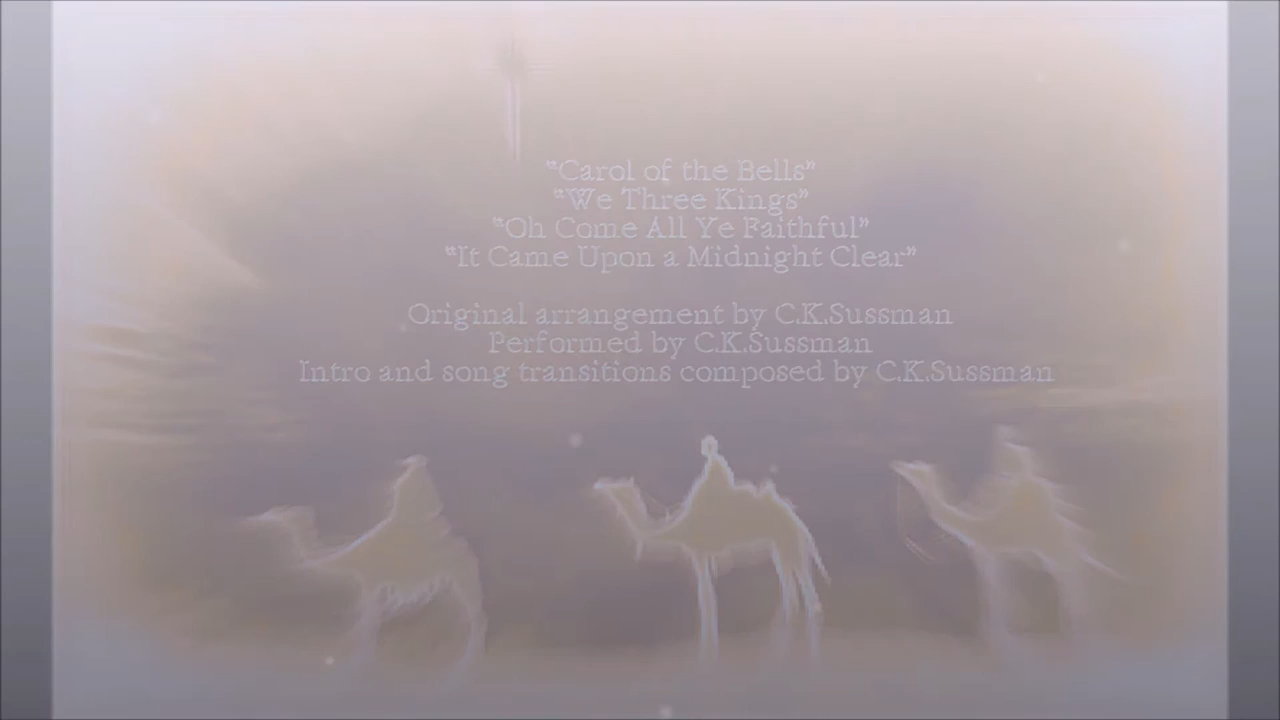 "Carol of the Bells"
"We Three Kings"
"Oh Come All Ye Faithful"
"It Came Upon a Midnight Clear"
Original arrangement by C.K.Sussman
Performed by C.K.Sussman
Intro and song transitions composed by C.K.Sussman